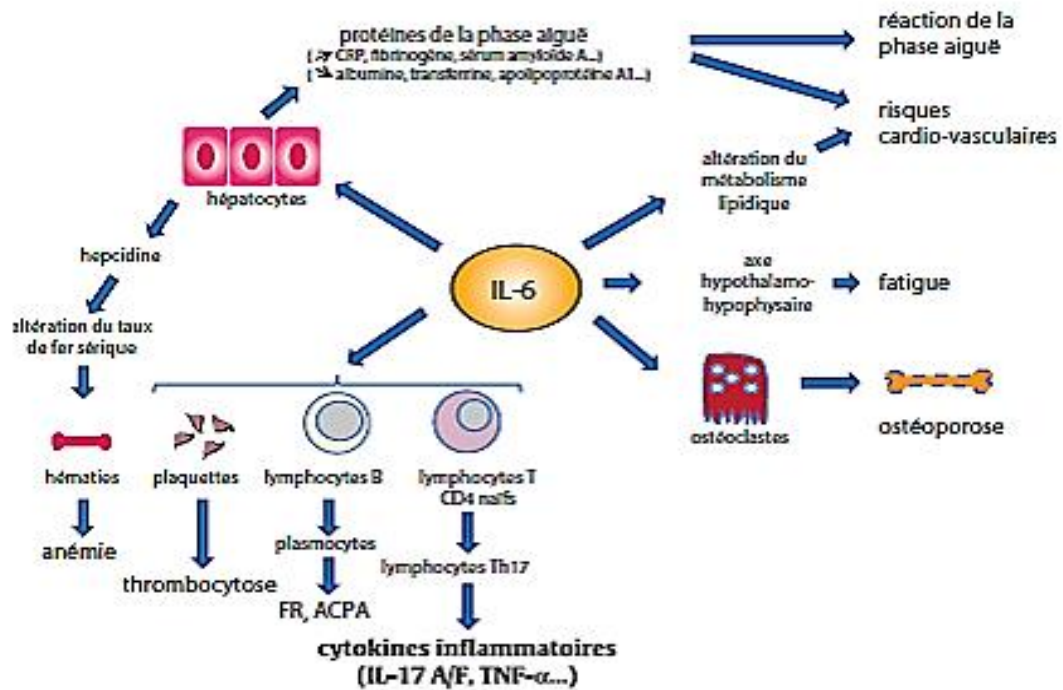 protéines de la phase aiguë
(↗ CRP, fibrinogène, sérum amyloïde A...)
(↘ albumine, transferrine, apolipoprotéine A1...)
réaction de la
phase aiguë
risques
cardio-vasculaires
altération du
métabolisme
lipidique
hépatocytes
hepcidine
IL-6
axe
hypothalamo-
hypophysaire
fatigue
altération du taux
de fer sérique
ostéoclastes
ostéoporose
hématies
plaquettes
lymphocytes B
lymphocytes T
CD4 naïfs
anémie
plasmocytes
lymphocytes Th17
thrombocytose
FR, ACPA
cytokines inflammatoires
(IL-17 A/F, TNF-α...)